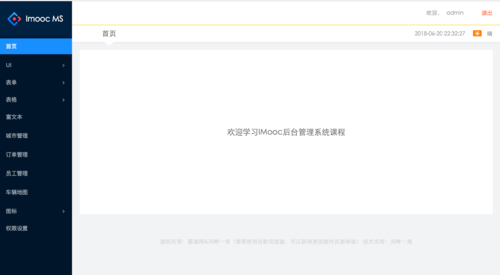 Imooc MS
欢迎， admin
退出
首页
2018-06-20 22:32:27
晴
首页
UI
表单
表格
富文本
城市管理
订单管理
员工管理
车辆地图
图标
权限设置
欢迎学习IMooc后台管理系统课程